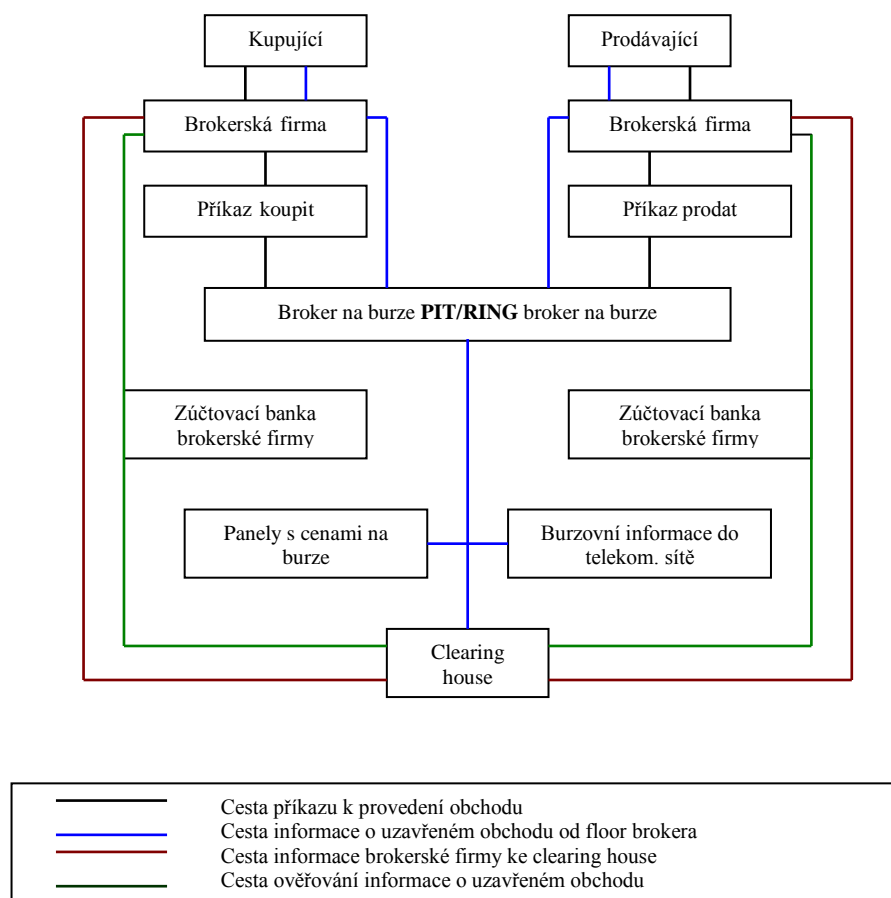 Kupující
Prodávající
Brokerská firma
Brokerská firma
Příkaz koupit
Příkaz prodat
Broker na burze PIT/RING broker na burze
Zúčtovací banka
brokerské firmy
Zúčtovací banka
brokerské firmy
Panely s cenami na
burze
Burzovní informace do
telekom. sítě
Clearing
house
Cesta příkazu k provedení obchodu
Cesta informace o uzavřeném obchodu od floor brokera
Cesta informace brokerské firmy ke clearing house
Cesta ověřování informace o uzavřeném obchodu